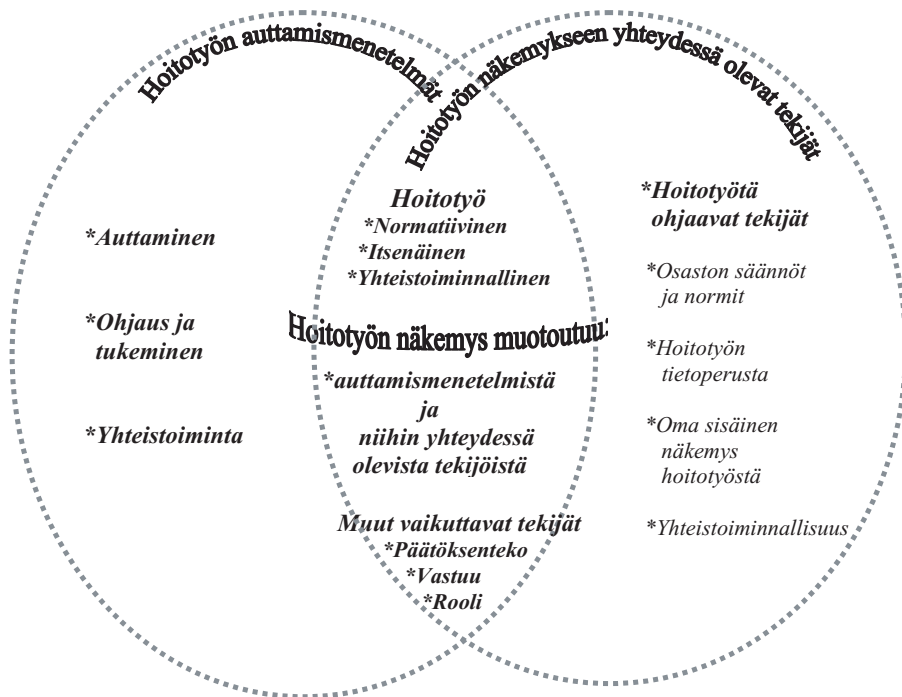 Hoitotyön auttamismenetelmät
Hoitotyön näkemykseen yhteydessä olevat tekijät
*Auttaminen
*Ohjaus ja
tukeminen
*Yhteistoiminta
Hoitotyö
*Normatiivinen
*Itsenäinen
*Yhteistoiminnallinen
Hoitotyön näkemys muotoutuu:
*auttamismenetelmistä
ja
niihin yhteydessä
olevista tekijöistä
Muut vaikuttavat tekijät
*Päätöksenteko
*Vastuu
*Rooli
*Hoitotyötä
ohjaavat tekijät
*Osaston säännöt
ja normit
*Hoitotyön
tietoperusta
*Oma sisäinen
näkemys
hoitotyöstä
*Yhteistoiminnallisuus